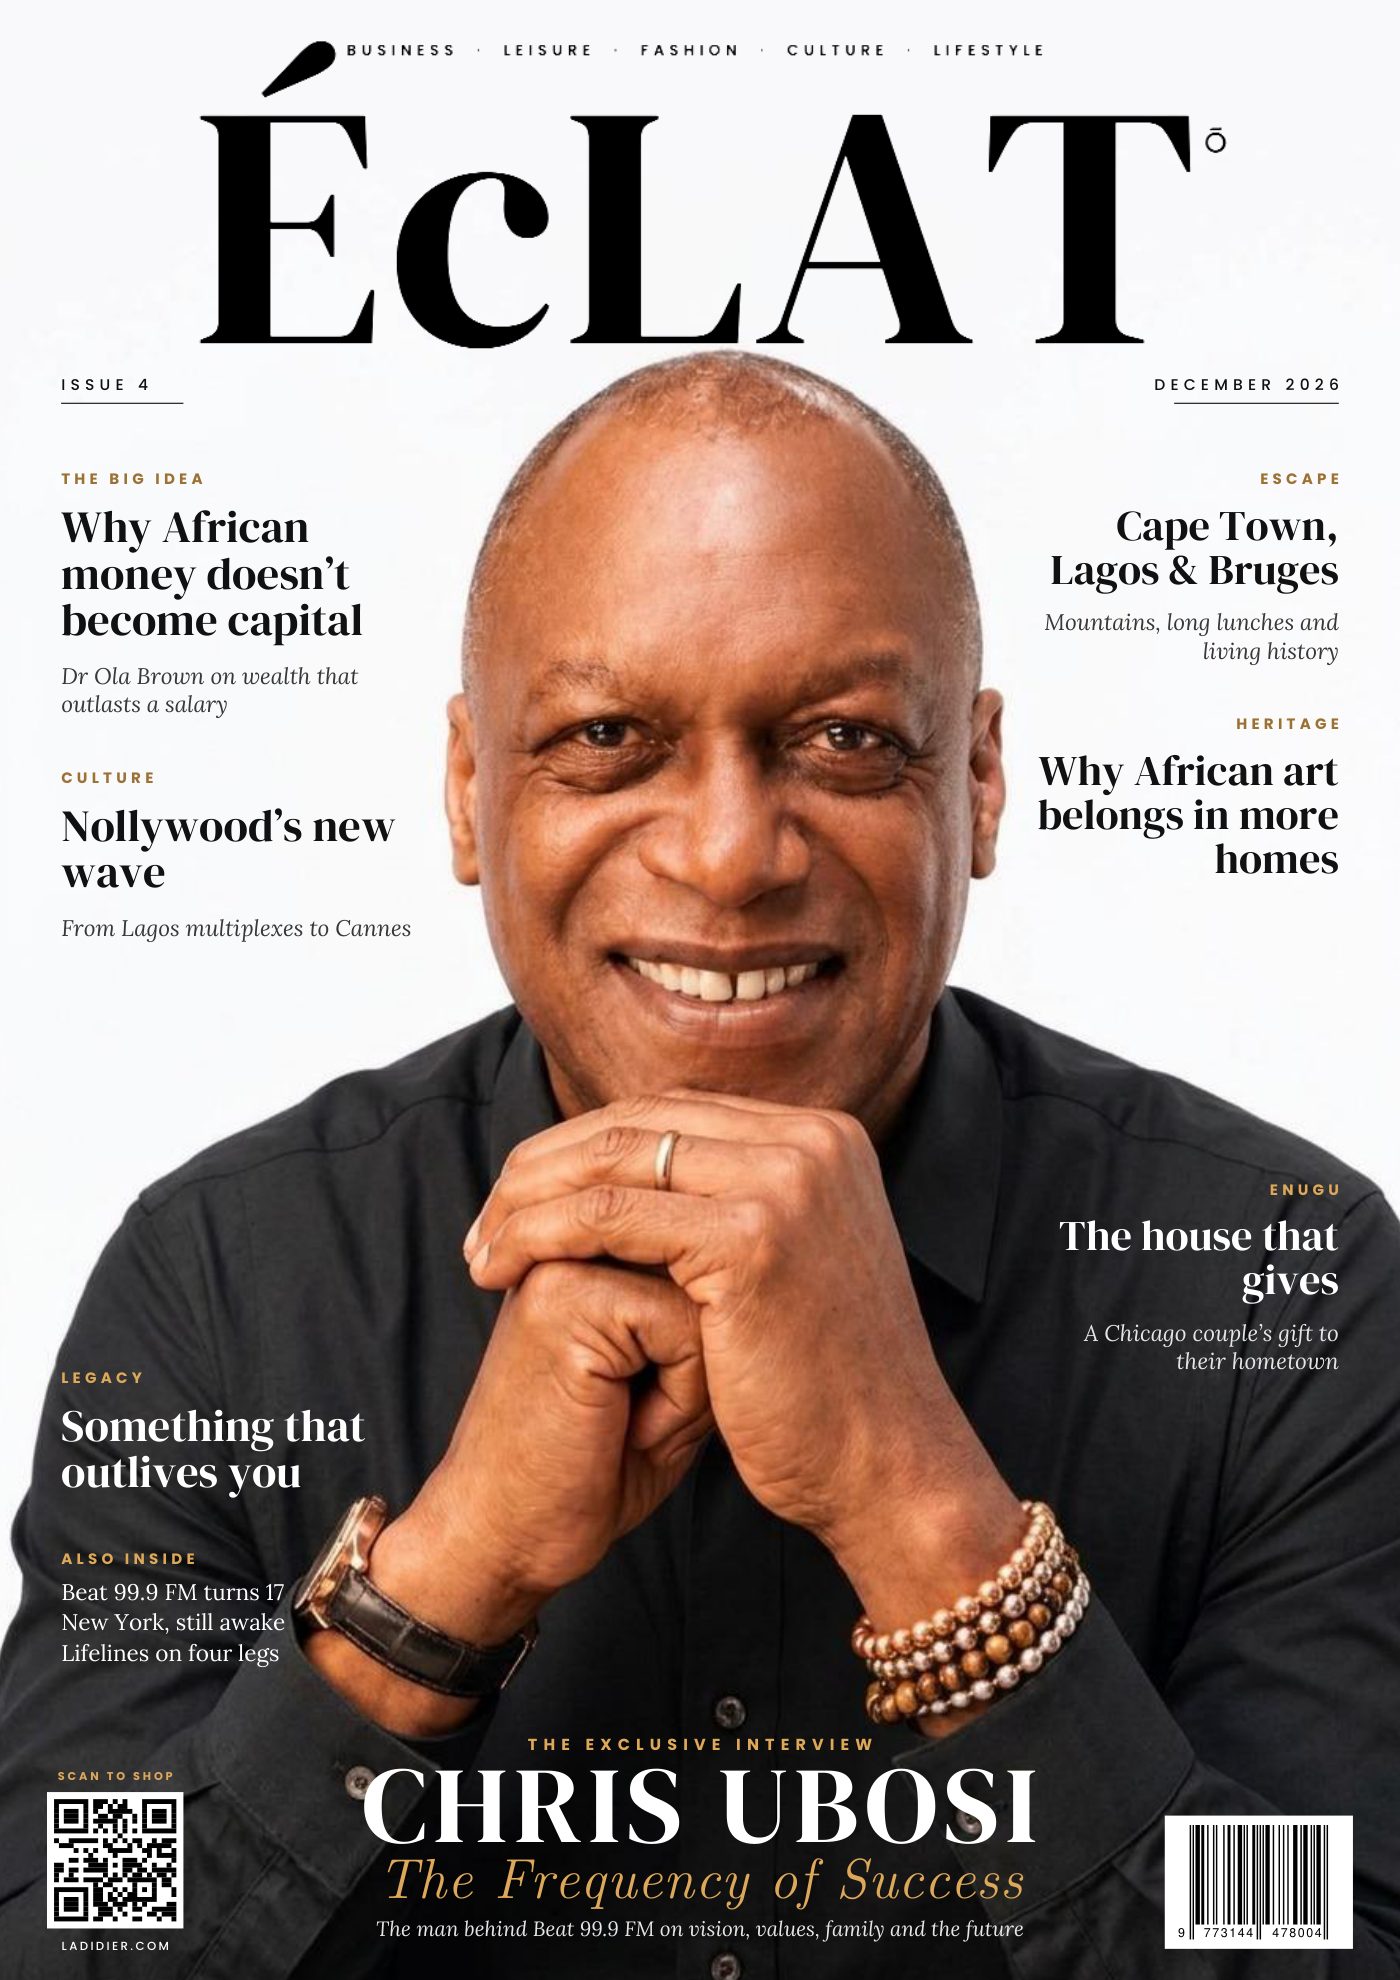 BUSINESS · LEISURE · FASHION · CULTURE · LIFESTYLE
ÉcLAT
Ō
ISSUE 4
DECEMBER 2026
THE BIG IDEA
Why African
money doesn’t
become capital
Dr Ola Brown on wealth that
outlasts a salary
CULTURE
Nollywood’s new
wave
From Lagos multiplexes to Cannes
ESCAPE
Cape Town,
Lagos & Bruges
Mountains, long lunches and
living history
HERITAGE
Why African art
belongs in more
homes
ENUGU
The house that
gives
A Chicago couple’s gift to
their hometown
LEGACY
Something that
outlives you
ALSO INSIDE
Beat 99.9 FM turns 17
New York, still awake
Lifelines on four legs
THE EXCLUSIVE INTERVIEW
CHRIS UBOSI
The Frequency of Success
The man behind Beat 99.9 FM on vision, values, family and the future
SCAN TO SHOP
LADIDIER.COM
9 773144 478004